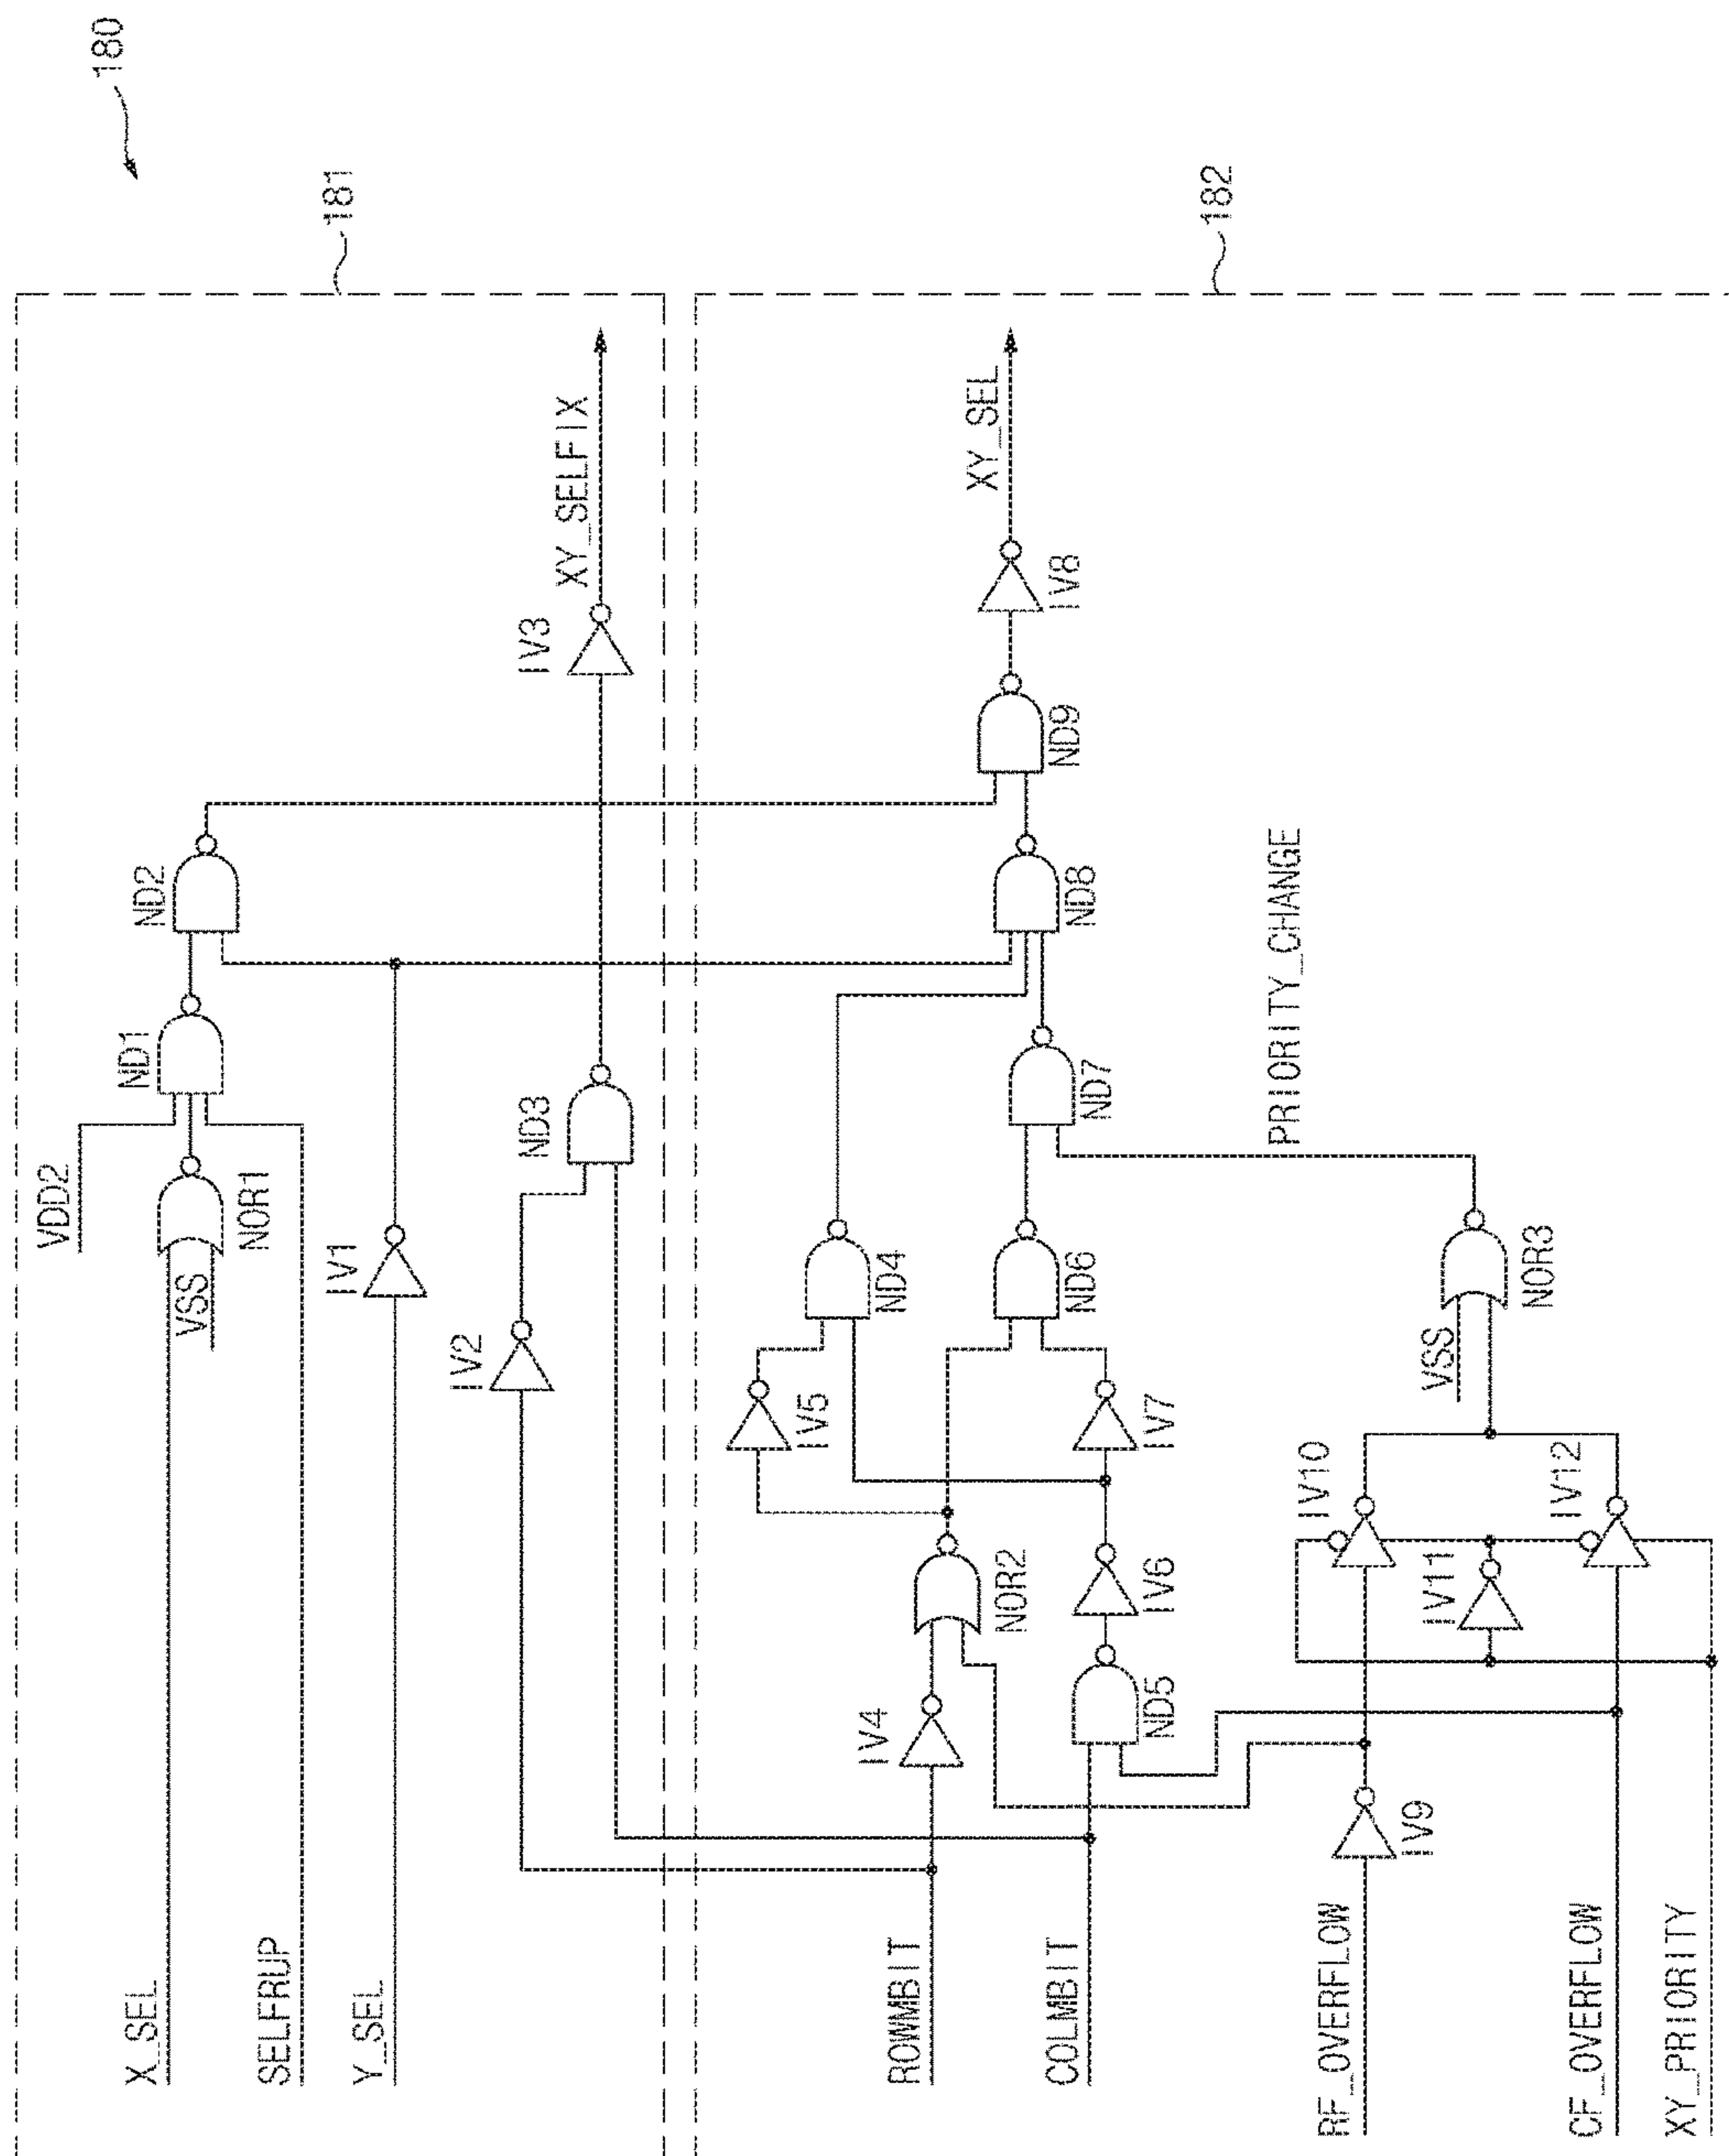 180
181
182
X_SEL
VSS
NOR1
VDD2
SELFRUP
ND1
ND2
Y_SEL
IV1
IV2
ND3
IV3
XY_SELFIX
ROWMBIT
IV4
NOR2
IV5
ND4
COLMBIT
ND5
IV6
IV7
ND6
ND7
ND8
ND9
IV8
XY_SEL
RF_OVERFLOW
IV9
IV10
IV11
CF_OVERFLOW
IV12
XY_PRIORITY
VSS
NOR3
PRIORITY_CHANGE